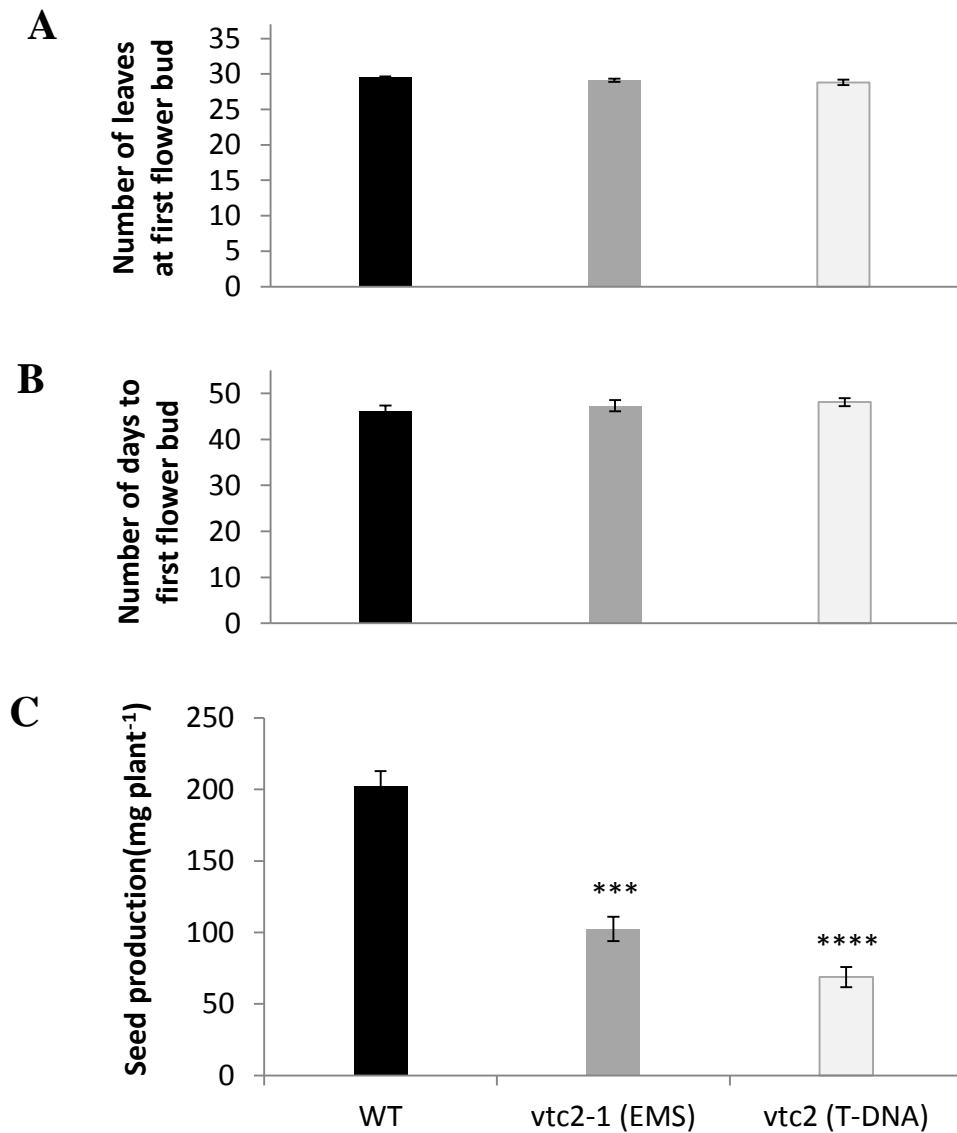 A
Number of leaves
at first flower bud
35
30
25
20
15
10
5
0
B
Number of days to
first flower bud
50
40
30
20
10
0
C
Seed production(mg plant⁻¹)
250
200
150
100
50
0
***
****
WT
vtc2-1 (EMS)
vtc2 (T-DNA)